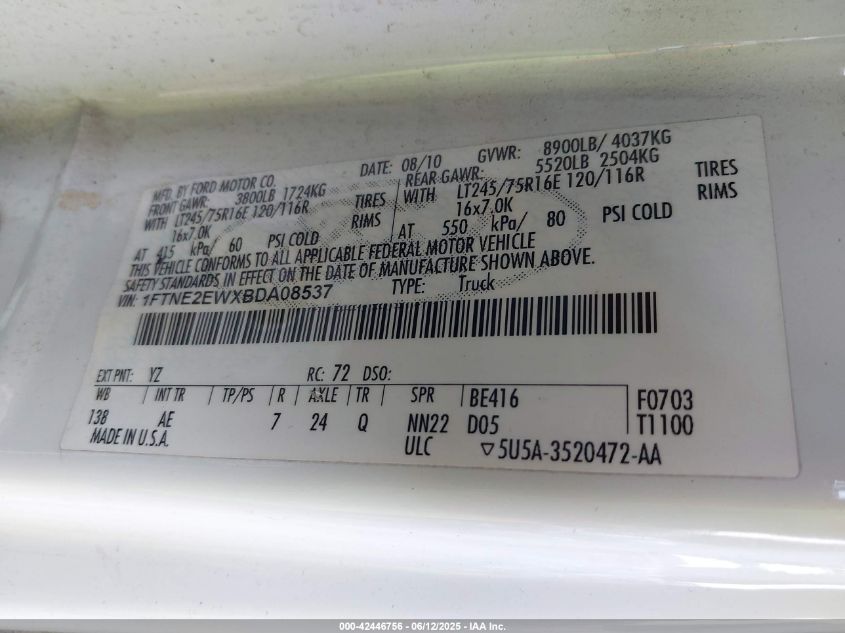 MFD. BY FORD MOTOR CO.
DATE: 08/10 GVWR: 8900LB/ 4037KG
FRONT GAWR: 3800LB 1724KG
REAR GAWR: 5520LB 2504KG
WITH LT245/75R16E 120/116R TIRES
WITH LT245/75R16E 120/116R TIRES
16x7.0K RIMS
16x7.0K RIMS
AT 415 kPa/ 60 PSI COLD
AT 550 kPa/ 80 PSI COLD
THIS VEHICLE CONFORMS TO ALL APPLICABLE FEDERAL MOTOR VEHICLE
SAFETY STANDARDS IN EFFECT ON THE DATE OF MANUFACTURE SHOWN ABOVE.
VIN: 1FTNE2EWXBDA08537 TYPE: Truck
EXT PNT: YZ RC: 72 DSO:
WB INT TR TP/PS R AXLE TR SPR BE416 F0703
138 AE 7 24 Q NN22 D05 T1100
MADE IN U.S.A. ULC ▽5U5A-3520472-AA
000-42446756 - 06/12/2025 - IAA Inc.